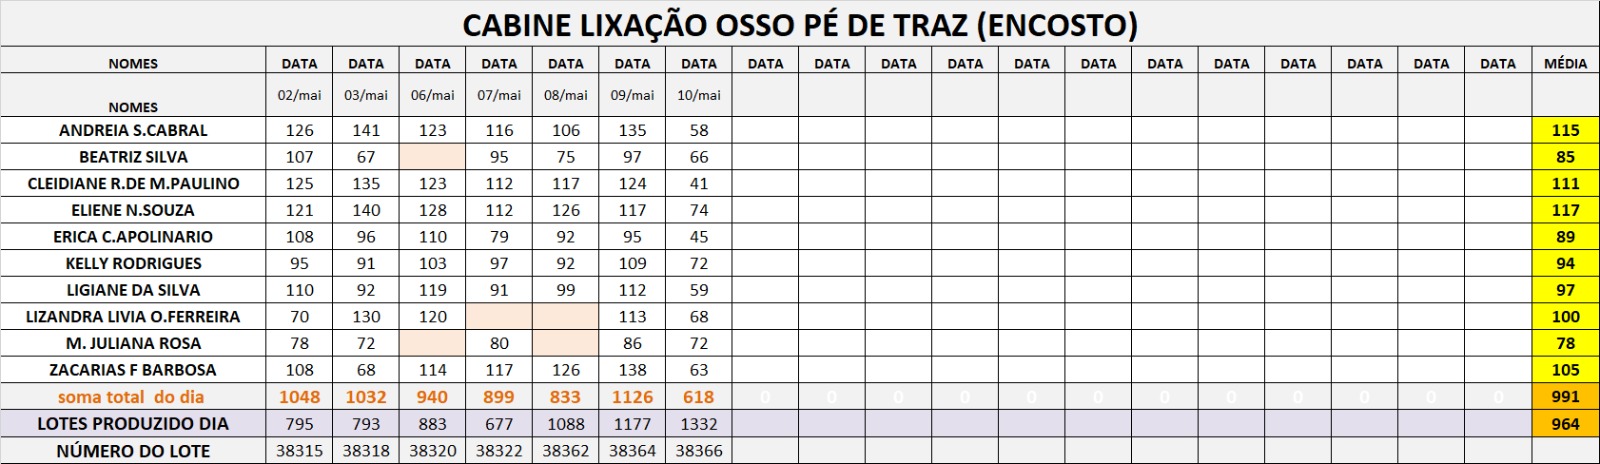 CABINE LIXAÇÃO OSSO PÉ DE TRAZ (ENCOSTO)
NOMES DATA DATA DATA DATA DATA DATA DATA DATA DATA DATA DATA DATA DATA DATA DATA DATA DATA DATA DATA MÉDIA
NOMES 02/mai 03/mai 06/mai 07/mai 08/mai 09/mai 10/mai
ANDREIA S.CABRAL 126 141 123 116 106 135 58 115
BEATRIZ SILVA 107 67 95 75 97 66 85
CLEIDIANE R.DE M.PAULINO 125 135 123 112 117 124 41 111
ELIENE N.SOUZA 121 140 128 112 126 117 74 117
ERICA C.APOLINARIO 108 96 110 79 92 95 45 89
KELLY RODRIGUES 95 91 103 97 92 109 72 94
LIGIANE DA SILVA 110 92 119 91 99 112 59 97
LIZANDRA LIVIA O.FERREIRA 70 130 120 113 68 100
M. JULIANA ROSA 78 72 80 86 72 78
ZACARIAS F BARBOSA 108 68 114 117 126 138 63 105
soma total do dia 1048 1032 940 899 833 1126 618 0 0 0 0 0 0 0 0 0 0 0 0 991
LOTES PRODUZIDO DIA 795 793 883 677 1088 1177 1332 964
NÚMERO DO LOTE 38315 38318 38320 38322 38362 38364 38366